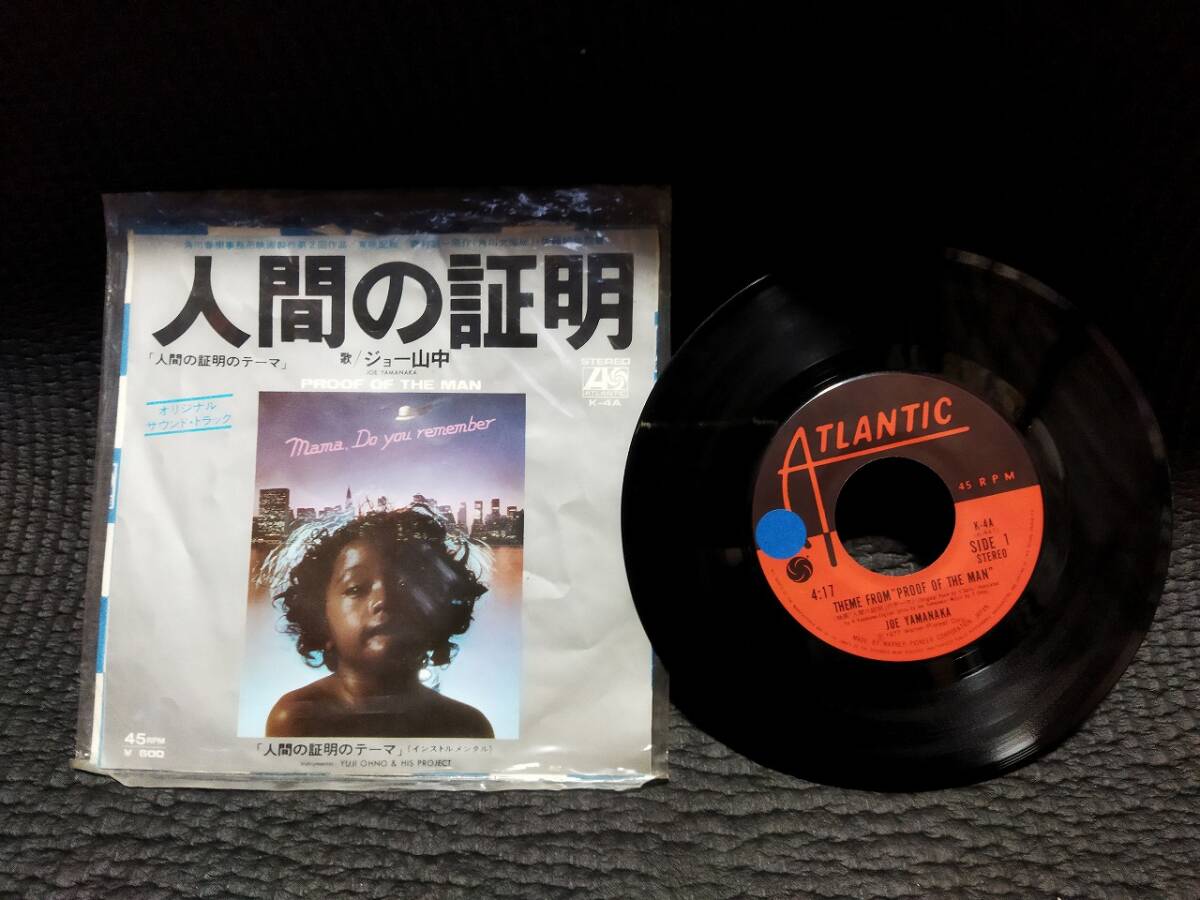 人間の証明
「人間の証明のテーマ」
歌/ジョー山中
JOE YAMANAKA
PROOF OF THE MAN
オリジナル
サウンド・トラック
STEREO
ATLANTIC
K-4A
Mama, Do you remember
45RPM
¥600
「人間の証明のテーマ」(インストルメンタル)
YUJI OHNO & HIS PROJECT
ATLANTIC
45 RPM
K-4A
SIDE 1
STEREO
4:17
THEME FROM "PROOF OF THE MAN"
JOE YAMANAKA